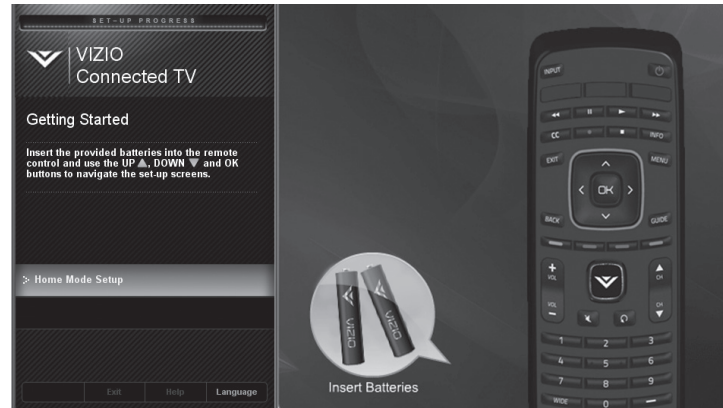 SET-UP PROGRESS
VIZIO
Connected TV
Getting Started
Insert the provided batteries into the remote
control and use the UP ▲, DOWN ▼ and OK
buttons to navigate the set-up screens.
Home Mode Setup
Exit Help Language
VIZIO VIZIO
Insert Batteries
INPUT
CC INFO
EXIT MENU
OK
BACK GUIDE
+ VOL CH
VOL - CH
1 2 3
4 5 6
7 8 9
WIDE 0 —